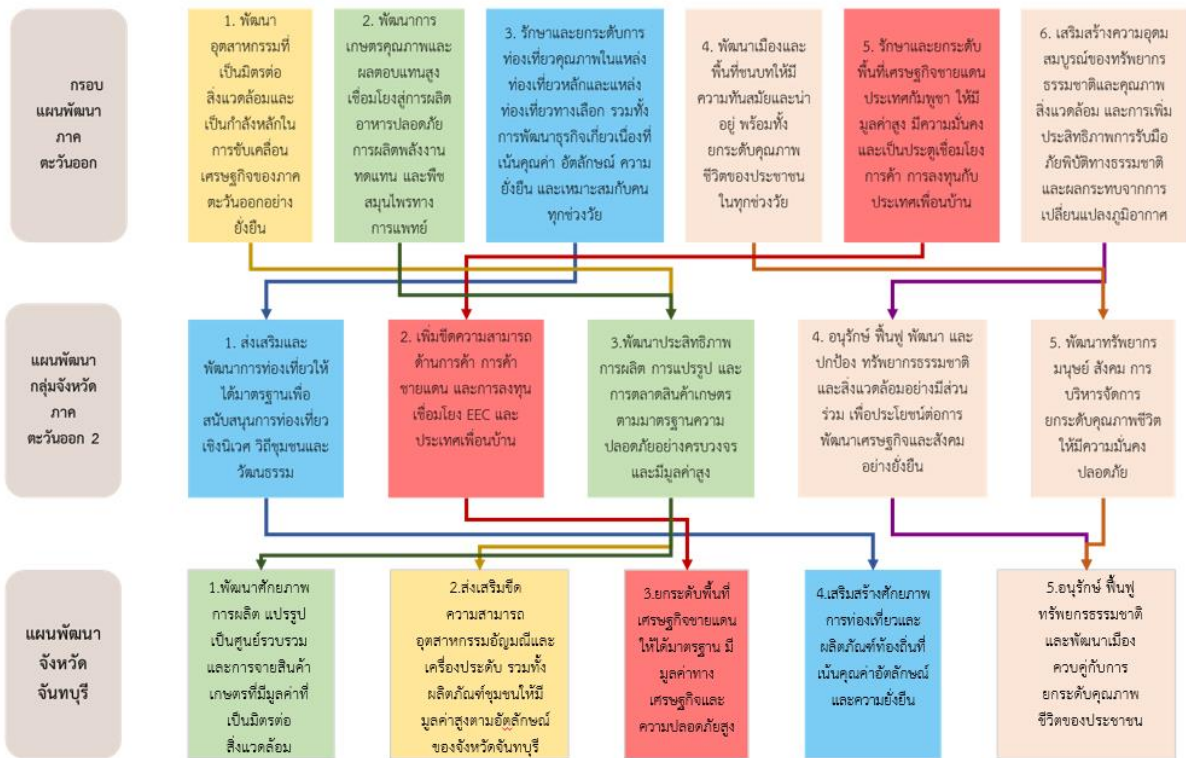 กรอบ
แผนพัฒนา
ภาค
ตะวันออก
1. พัฒนา
อุตสาหกรรมที่
เป็นมิตรต่อ
สิ่งแวดล้อมและ
เป็นกำลังหลักใน
การขับเคลื่อน
เศรษฐกิจของภาค
ตะวันออกอย่าง
ยั่งยืน
2. พัฒนาการ
เกษตรคุณภาพและ
ผลตอบแทนสูง
เชื่อมโยงสู่การผลิต
อาหารปลอดภัย
การผลิตพลังงาน
ทดแทน และพืช
สมุนไพรทาง
การแพทย์
3. รักษาและยกระดับการ
ท่องเที่ยวคุณภาพในแหล่ง
ท่องเที่ยวหลักและแหล่ง
ท่องเที่ยวทางเลือก รวมทั้ง
การพัฒนาธุรกิจเกี่ยวเนื่องที่
เน้นคุณค่า อัตลักษณ์ ความ
ยั่งยืน และเหมาะสมกับคน
ทุกช่วงวัย
4. พัฒนาเมืองและ
พื้นที่ชนบทให้มี
ความทันสมัยและน่า
อยู่ พร้อมทั้ง
ยกระดับคุณภาพ
ชีวิตของประชาชน
ในทุกช่วงวัย
5. รักษาและยกระดับ
พื้นที่เศรษฐกิจชายแดน
ประเทศกัมพูชา ให้มี
มูลค่าสูง มีความมั่นคง
และเป็นประตูเชื่อมโยง
การค้า การลงทุนกับ
ประเทศเพื่อนบ้าน
6. เสริมสร้างความอุดม
สมบูรณ์ของทรัพยากร
ธรรมชาติและคุณภาพ
สิ่งแวดล้อม และการเพิ่ม
ประสิทธิภาพการรับมือ
ภัยพิบัติทางธรรมชาติ
และผลกระทบจากการ
เปลี่ยนแปลงภูมิอากาศ
แผนพัฒนา
กลุ่มจังหวัด
ภาค
ตะวันออก 2
1. ส่งเสริมและ
พัฒนาการท่องเที่ยวให้
ได้มาตรฐานเพื่อ
สนับสนุนการท่องเที่ยว
เชิงนิเวศ วิถีชุมชนและ
วัฒนธรรม
2. เพิ่มขีดความสามารถ
ด้านการค้า การค้า
ชายแดน และการลงทุน
เชื่อมโยง EEC และ
ประเทศเพื่อนบ้าน
3.พัฒนาประสิทธิภาพ
การผลิต การแปรรูป และ
การตลาดสินค้าเกษตร
ตามมาตรฐานความ
ปลอดภัยอย่างครบวงจร
และมีมูลค่าสูง
4. อนุรักษ์ ฟื้นฟู พัฒนา และ
ปกป้อง ทรัพยากรธรรมชาติ
และสิ่งแวดล้อมอย่างมีส่วน
ร่วม เพื่อประโยชน์ต่อการ
พัฒนาเศรษฐกิจและสังคม
อย่างยั่งยืน
5. พัฒนาทรัพยากร
มนุษย์ สังคม การ
บริหารจัดการ
ยกระดับคุณภาพชีวิต
ให้มีความมั่นคง
ปลอดภัย
แผนพัฒนา
จังหวัด
จันทบุรี
1.พัฒนาศักยภาพ
การผลิต แปรรูป
เป็นศูนย์รวบรวม
และการจายสินค้า
เกษตรที่มีมูลค่าที่
เป็นมิตรต่อ
สิ่งแวดล้อม
2.ส่งเสริมขีด
ความสามารถ
อุตสาหกรรมอัญมณีและ
เครื่องประดับ รวมทั้ง
ผลิตภัณฑ์ชุมชนให้มี
มูลค่าสูงตามอัตลักษณ์
ของจังหวัดจันทบุรี
3.ยกระดับพื้นที่
เศรษฐกิจชายแดน
ให้ได้มาตรฐาน มี
มูลค่าทาง
เศรษฐกิจและ
ความปลอดภัยสูง
4.เสริมสร้างศักยภาพ
การท่องเที่ยวและ
ผลิตภัณฑ์ท้องถิ่นที่
เน้นคุณค่าอัตลักษณ์
และความยั่งยืน
5.อนุรักษ์ ฟื้นฟู
ทรัพยากรธรรมชาติ
และพัฒนาเมือง
ควบคู่กับการ
ยกระดับคุณภาพ
ชีวิตของประชาชน